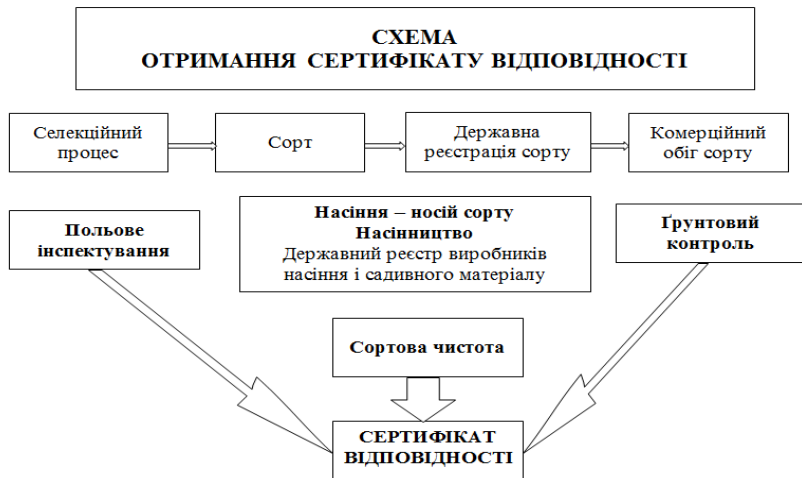 СХЕМА
ОТРИМАННЯ СЕРТИФІКАТУ ВІДПОВІДНОСТІ
Селекційний
процес
Сорт
Державна
реєстрація сорту
Комерційний
обіг сорту
Польове
інспектування
Насіння – носій сорту
Насінництво
Державний реєстр виробників
насіння і садивного матеріалу
Ґрунтовий
контроль
Сортова чистота
СЕРТИФІКАТ
ВІДПОВІДНОСТІ